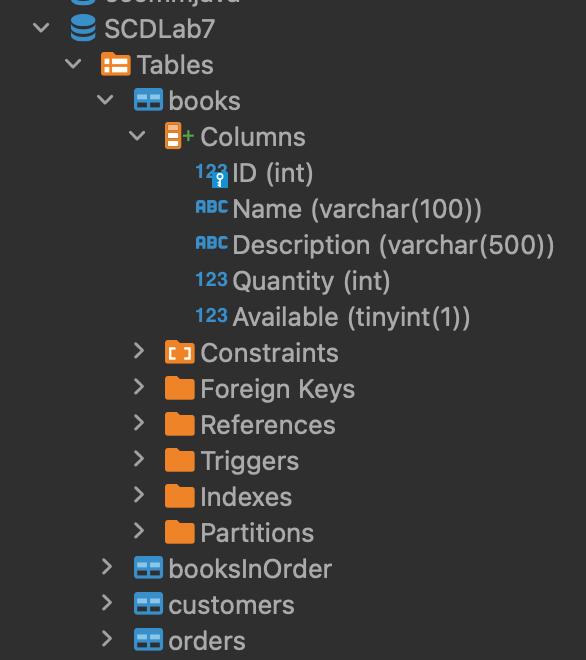 SCDLab7
Tables
books
Columns
123 ID (int)
ABC Name (varchar(100))
ABC Description (varchar(500))
123 Quantity (int)
123 Available (tinyint(1))
Constraints
Foreign Keys
References
Triggers
Indexes
Partitions
booksInOrder
customers
orders